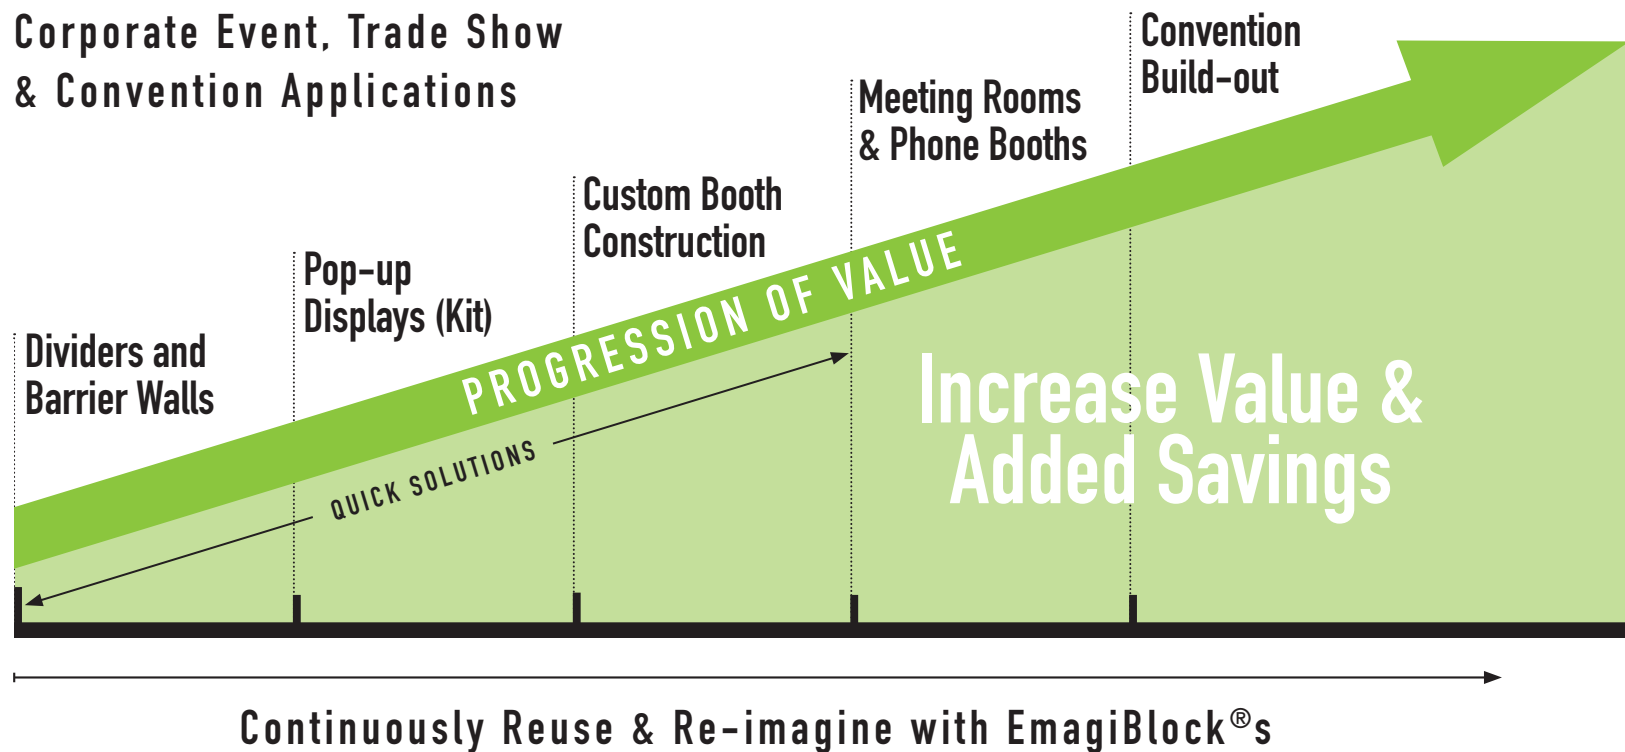 Corporate Event, Trade Show
& Convention Applications
Convention
Build-out
Meeting Rooms
& Phone Booths
Custom Booth
Construction
Pop-up
Displays (Kit)
Dividers and
Barrier Walls
PROGRESSION OF VALUE
QUICK SOLUTIONS
Increase Value &
Added Savings
Continuously Reuse & Re-imagine with EmagiBlock®s